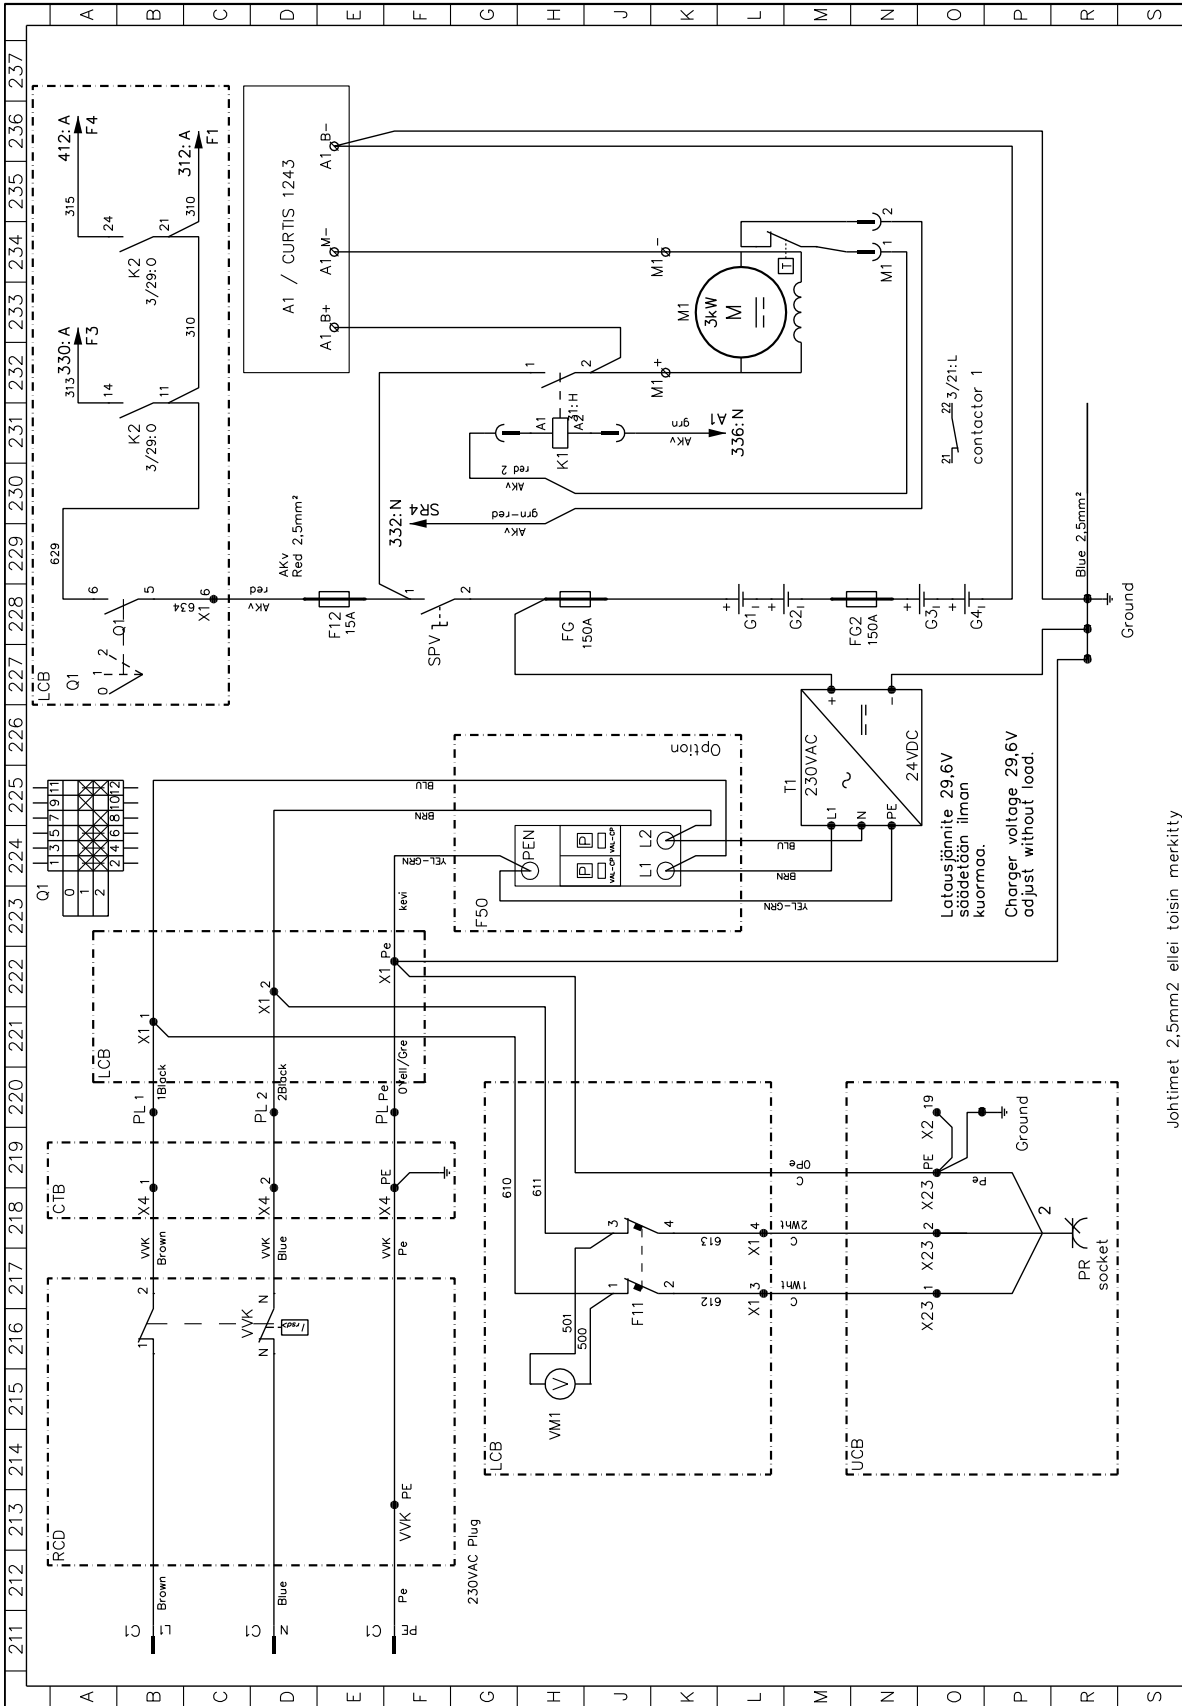 A B C D E F G H J K L M N O P R S
237 236 235 234 233 232 231 230 229 228 227 226 225 224 223 222 221 220 219 218 217 216 215 214 213 212 211
A B C D E F G H J K L M N O P R S
LCB
Q1
0 1 2
Q1
6
5
629
634
X1 6
K2
3/29:O
14
11
313
330:A
F3
310
K2
3/29:O
24
21
315
412:A
F4
310
312:A
F1
A1 / CURTIS 1243
A1 B+
A1 M-
A1 B-
AKv
red
AKv
Red 2,5mm²
F12
15A
SPV
1
2
FG
150A
G1
G2
FG2
150A
G3
G4
+
+
+
+
Blue 2,5mm²
Ground
332:N
SR4
AKv
grn-red
AKv
red 2
K1
A1
A2
31:H
1
2
AKv
grn
336:N
A1
M1 +
M1 -
M1
3kW
M
T
M1 1
2
21 22 3/21:L
contactor 1
Q1
1 3 5 7 9 11
0
1
2
2 4 6 8 10 12
BLU
BRN
YEL-GRN
Option
F50
PEN
P
VAL-CP
P
VAL-CP
L1
L2
BLU
BRN
YEL-GRN
T1
230VAC
24VDC
L1
N
PE
+
-
Latausjännite 29,6V
säädetään ilman
kuormaa.
Charger voltage 29,6V
adjust without load.
LCB
X1 1
X1 2
X1 Pe
kevi
1Black
2Black
0Yell/Gre
PL 1
PL 2
PL Pe
CTB
X4 1
X4 2
X4 PE
VVK
Brown
VVK
Blue
VVK
Pe
RCD
2
1
N
N
VVK
I rsd>
VVK PE
Brown
Blue
Pe
C1 L1
C1 N
C1 PE
230VAC Plug
LCB
VM1
V
501
500
610
611
F11
1
2
3
4
612
613
X1 3
X1 4
C 1Wht
C 2Wht
C 0Pe
UCB
X23 1
X23 2
X23 PE
X2 19
Pe
Ground
2
PR
socket
Johtimet 2,5mm2 ellei toisin merkitty